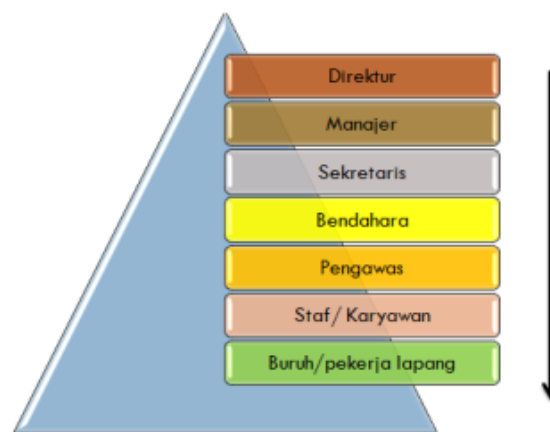 Direktur
Manajer
Sekretaris
Bendahara
Pengawas
Staf/ Karyawan
Buruh/pekerja lapang